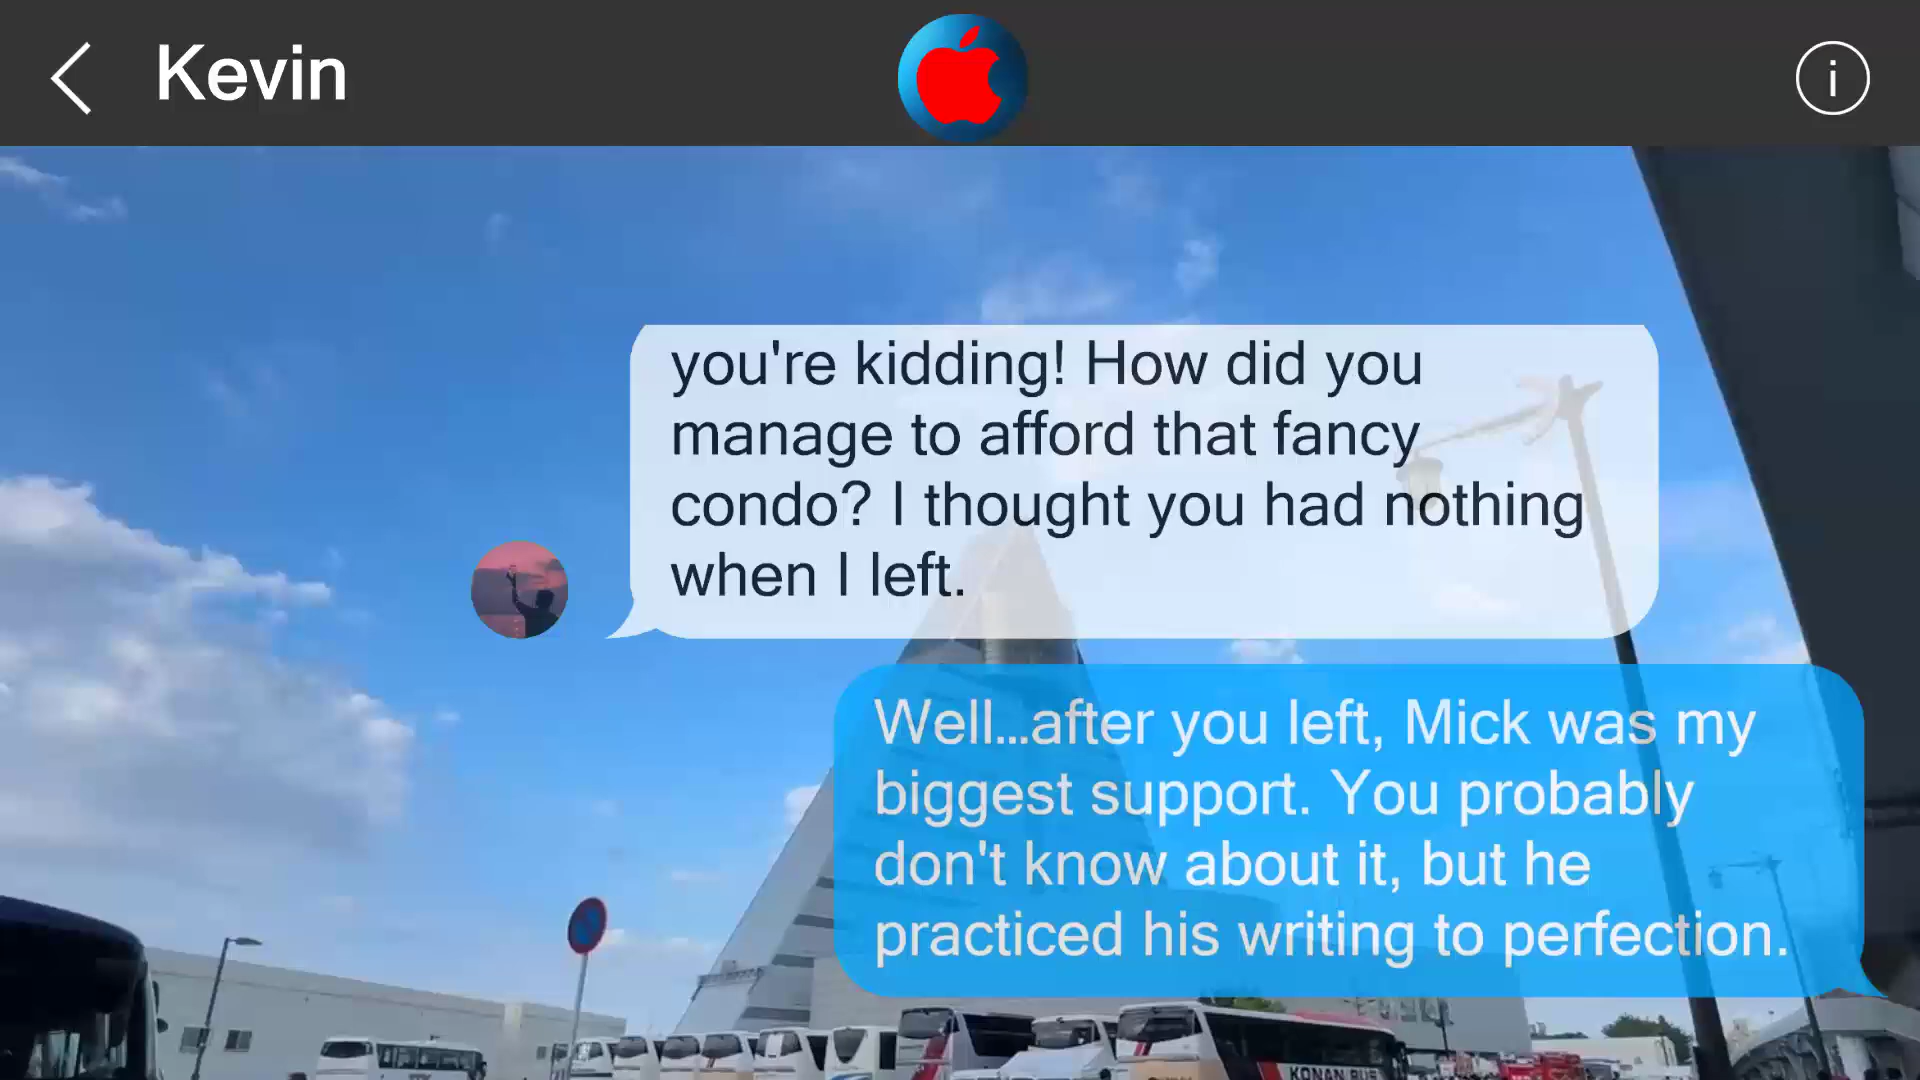 Kevin
you're kidding! How did you
manage to afford that fancy
condo? I thought you had nothing
when I left.
Well...after you left, Mick was my
biggest support. You probably
don't know about it, but he
practiced his writing to perfection.
KONAN BUS